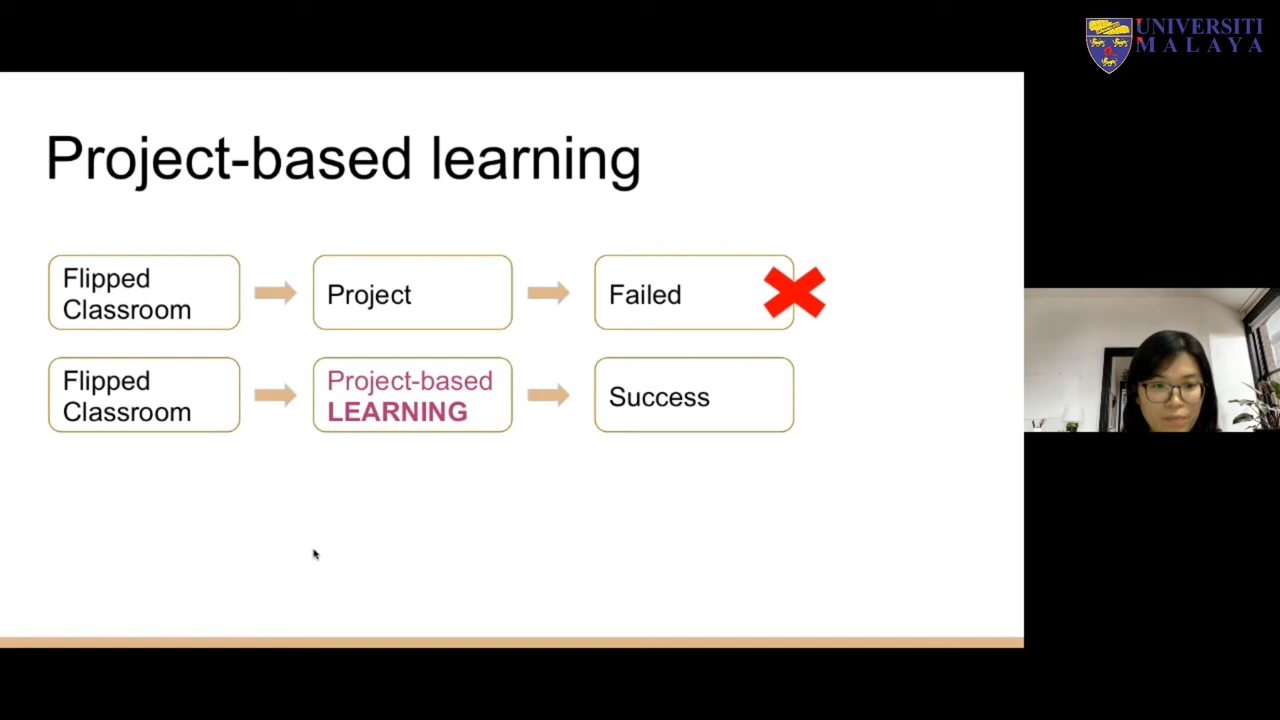 UNIVERSITI
MALAYA
Project-based learning
Flipped
Classroom
Project
Failed
Flipped
Classroom
Project-based
LEARNING
Success